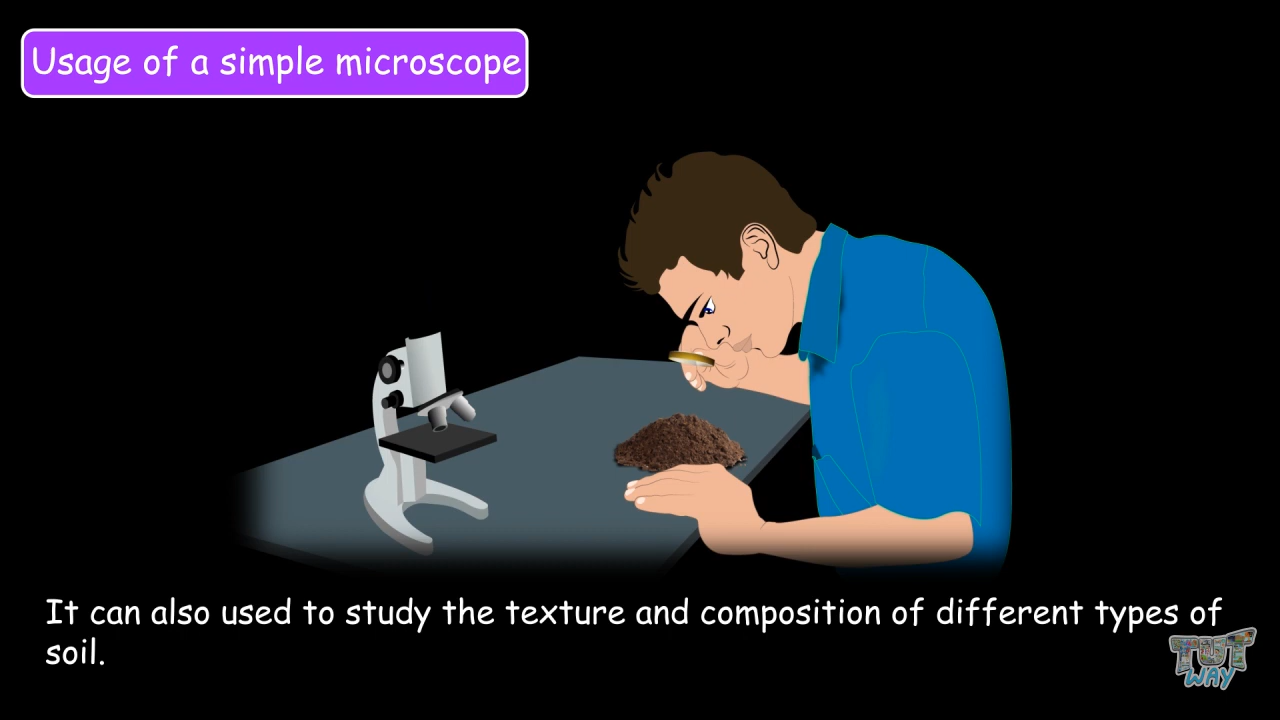 Usage of a simple microscope
It can also used to study the texture and composition of different types of
soil.
TUT
WAY